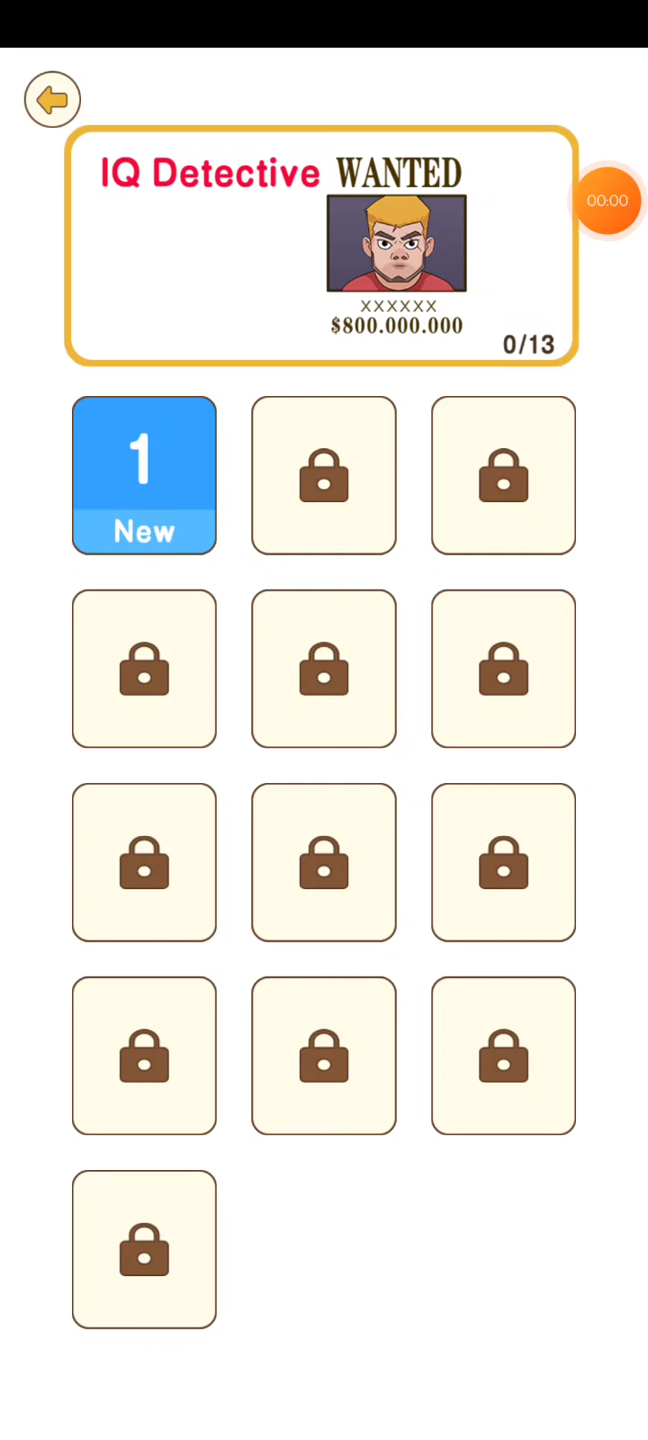 IQ Detective WANTED
00:00
XXXXXX
$800.000.000
0/13
1
New